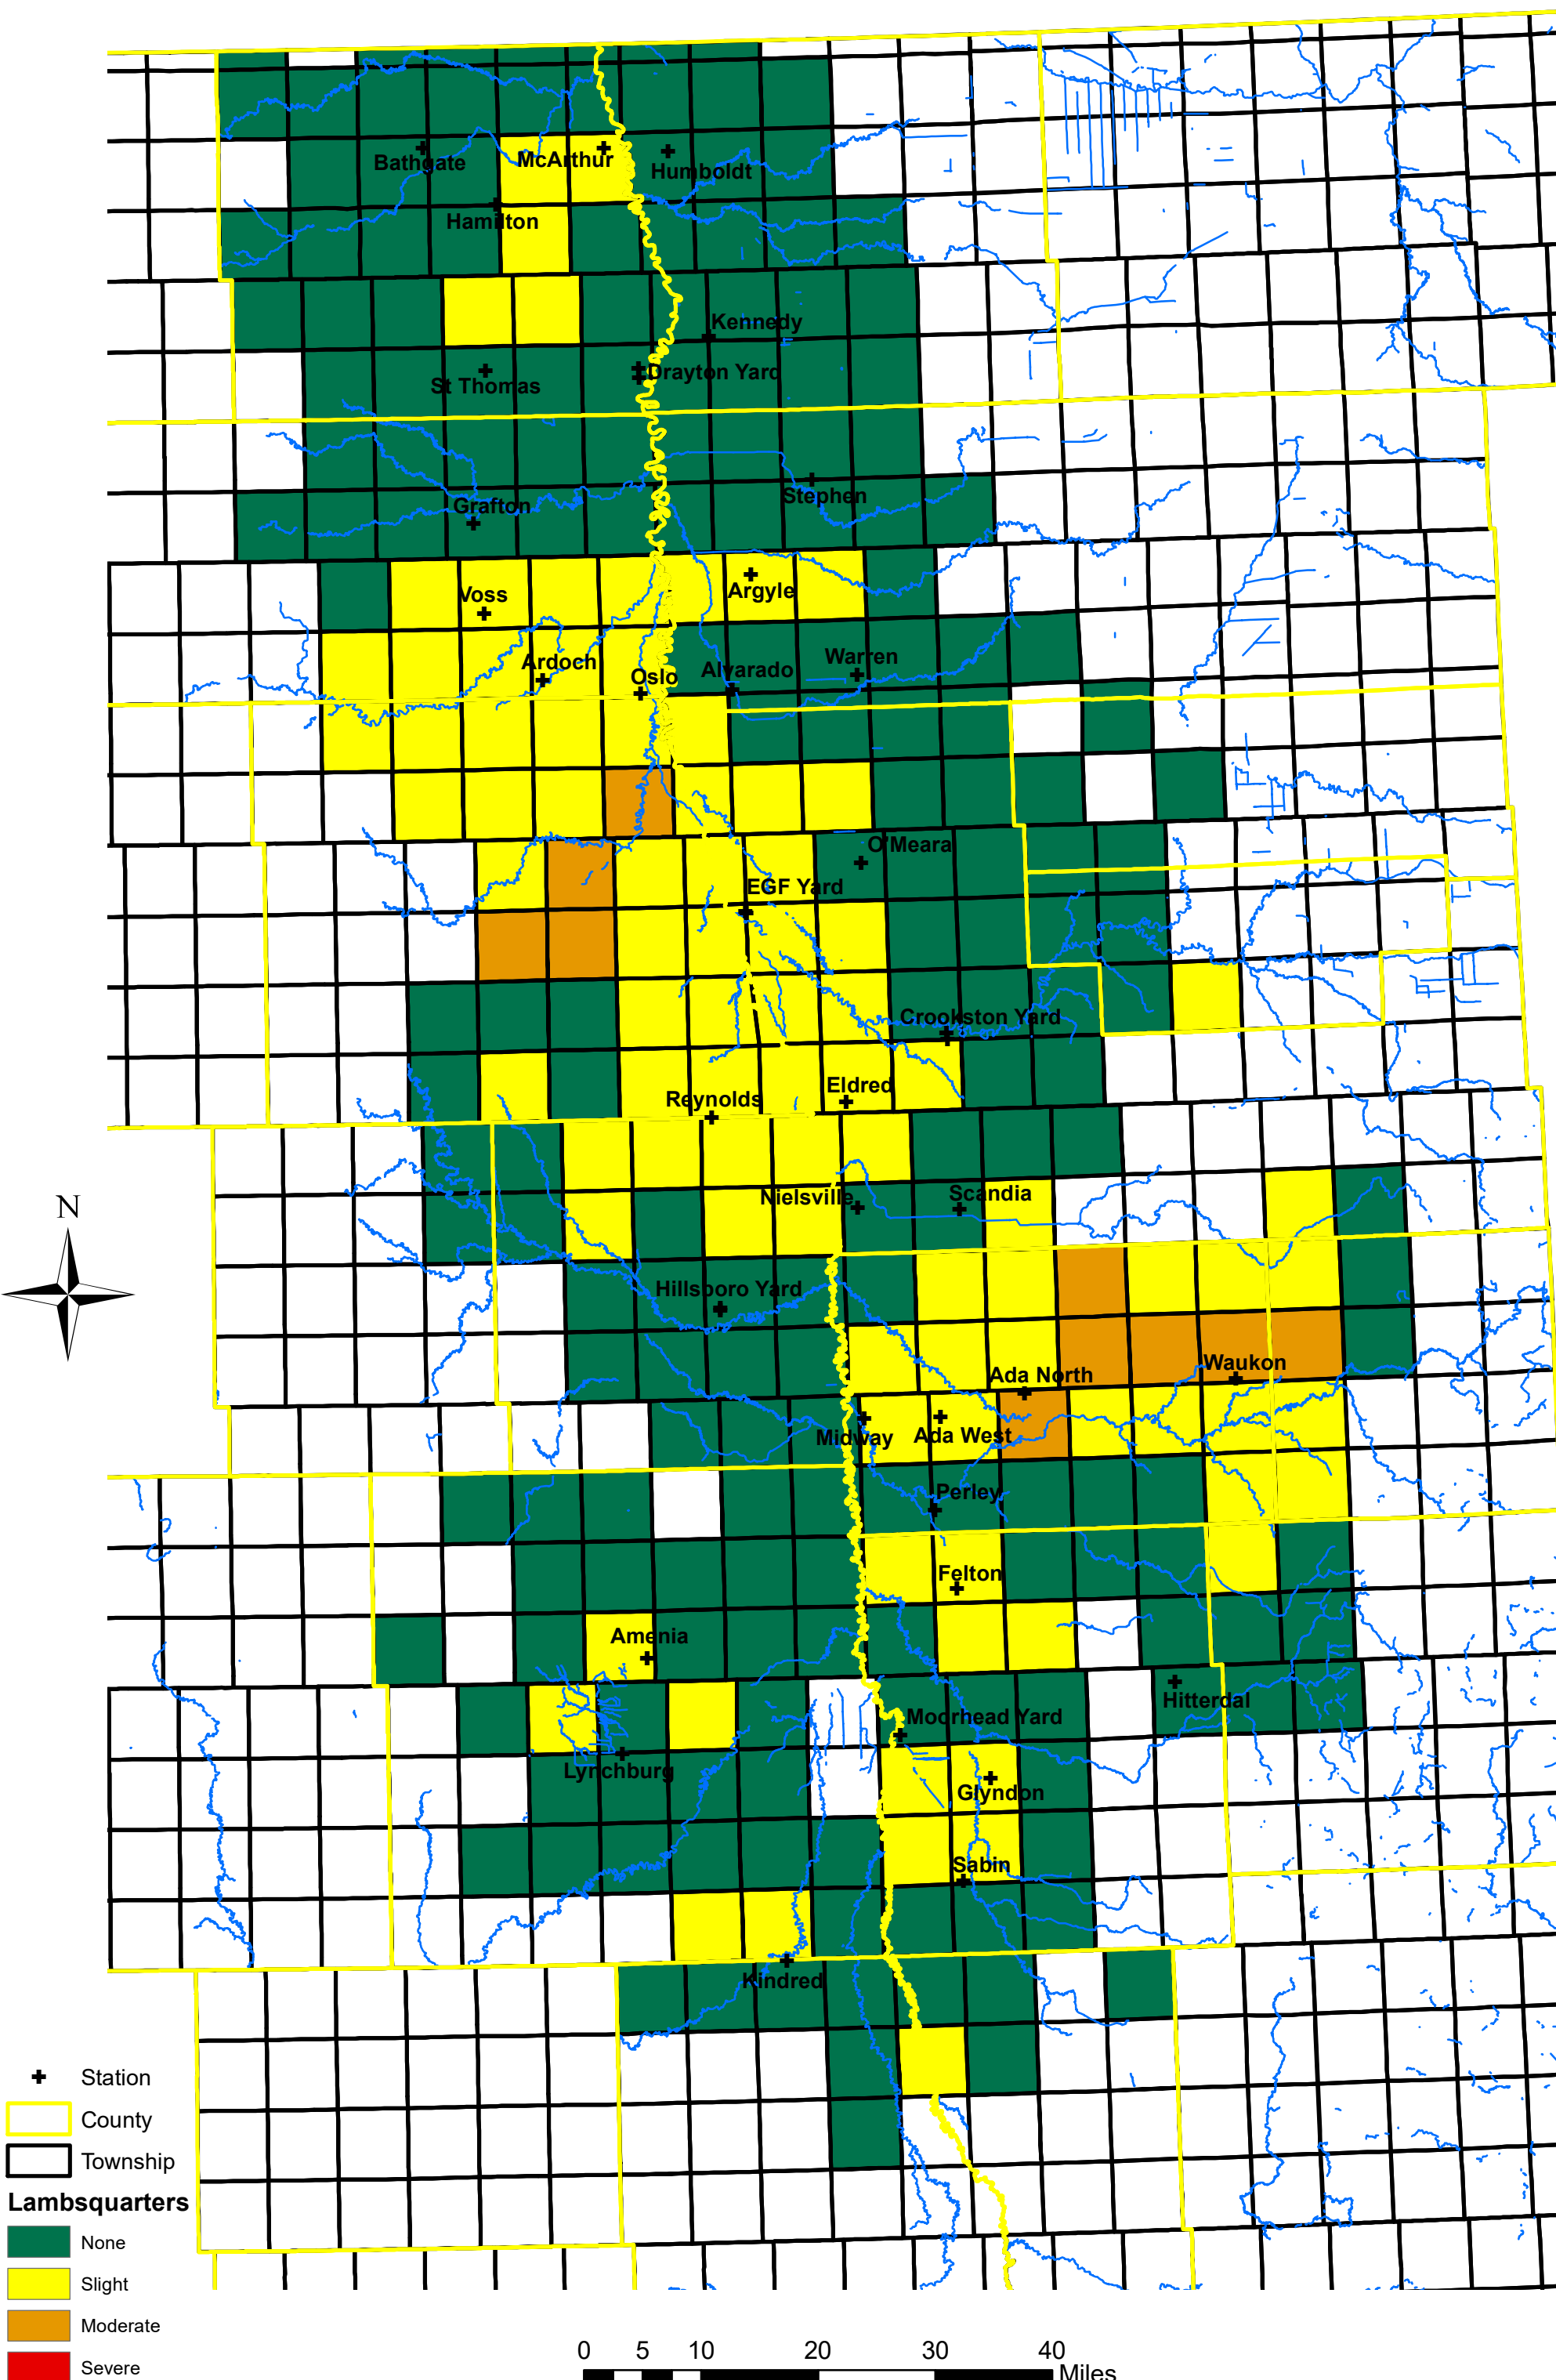 Bathgate
McArthur
Humboldt
Hamilton
Kennedy
Drayton Yard
St Thomas
Stephen
Grafton
Argyle
Voss
Ardoch
Oslo
Alvarado
Warren
O'Meara
EGF Yard
Crookston Yard
Eldred
Reynolds
Nielsville
Scandia
N
Hillsboro Yard
Waukon
Ada North
Midway
Ada West
Perley
Felton
Amenia
Hitterdal
Moorhead Yard
Lynchburg
Glyndon
Sabin
Kindred
Station
County
Township
Lambsquarters
None
Slight
Moderate
Severe
0 5 10 20 30 40
Miles